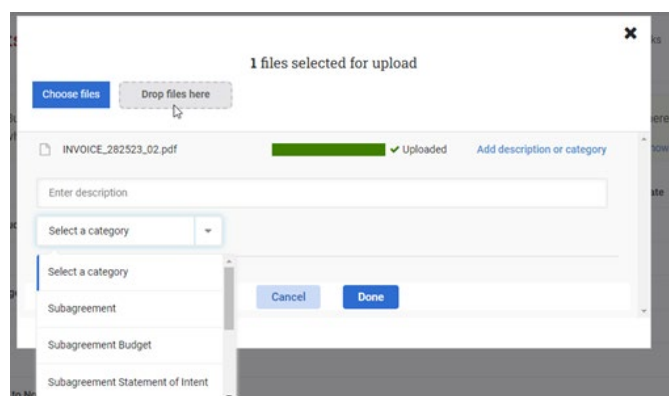 1 files selected for upload
Choose files
Drop files here
INVOICE_282523_02.pdf
Uploaded
Add description or category
Enter description
Select a category
Select a category
Subagreement
Subagreement Budget
Subagreement Statement of Intent
Cancel
Done